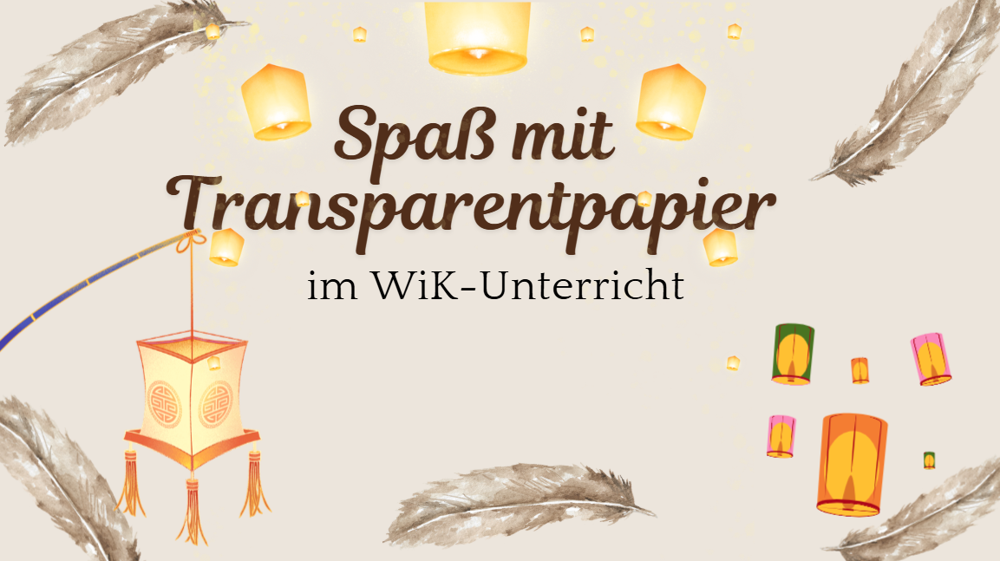 Spaß mit
Transparentpapier
im WiK-Unterricht